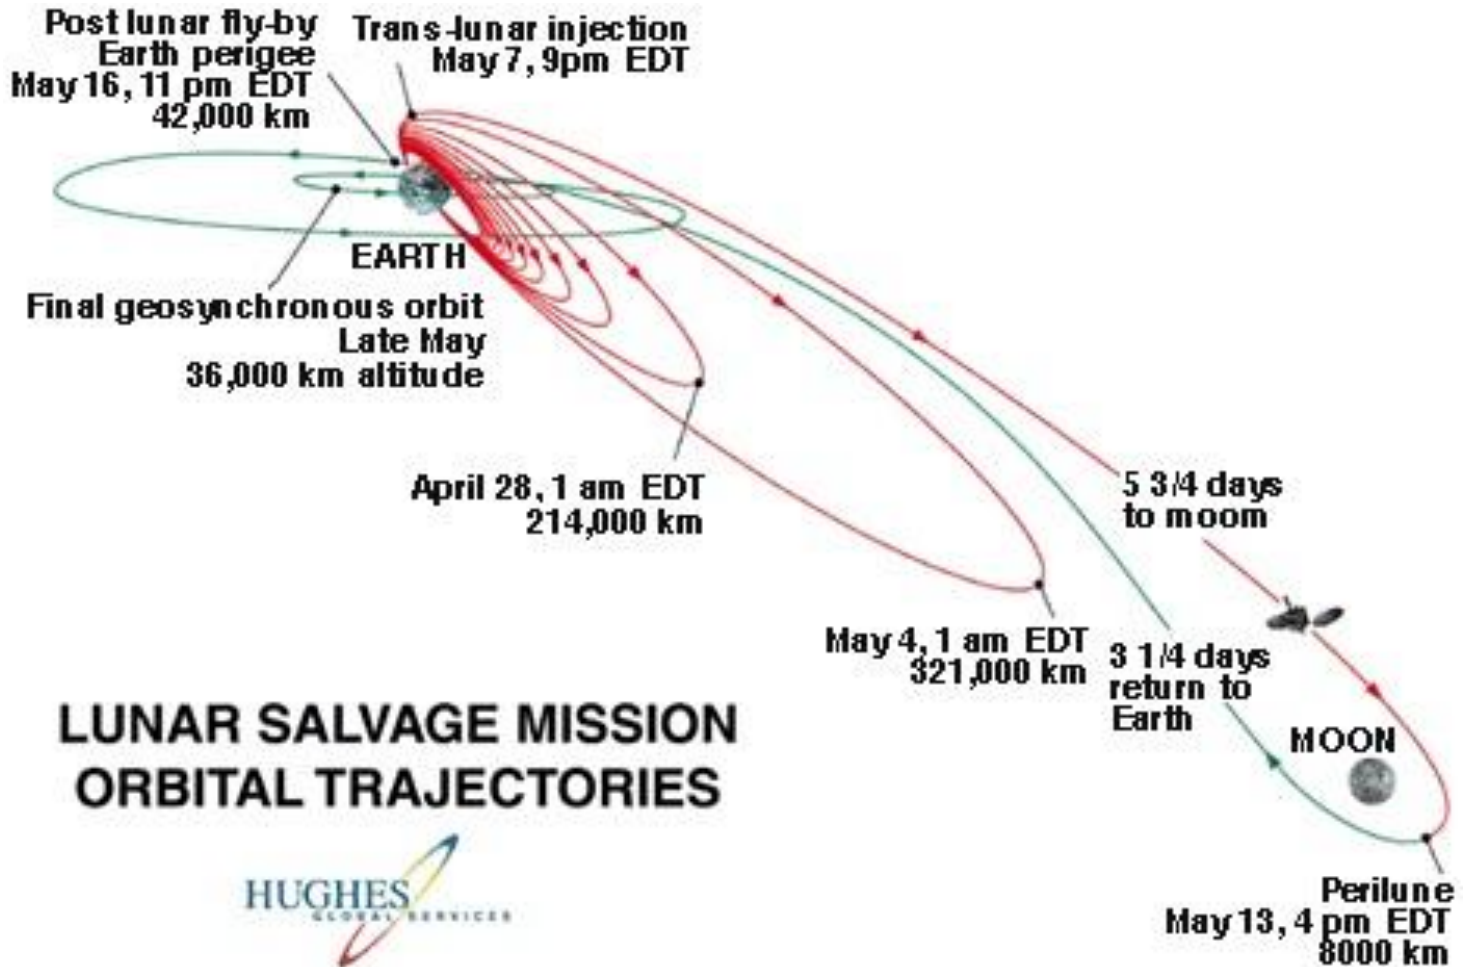 Post lunar fly-by
Earth perigee
May 16, 11 pm EDT
42,000 km
Trans-lunar injection
May 7, 9pm EDT
EARTH
Final geosynchronous orbit
Late May
36,000 km altitude
April 28, 1 am EDT
214,000 km
5 3/4 days
to moom
May 4, 1 am EDT
321,000 km
3 1/4 days
return to
Earth
MOON
Perilune
May 13, 4 pm EDT
8000 km
LUNAR SALVAGE MISSION
ORBITAL TRAJECTORIES
HUGHES
GLOBAL SERVICES